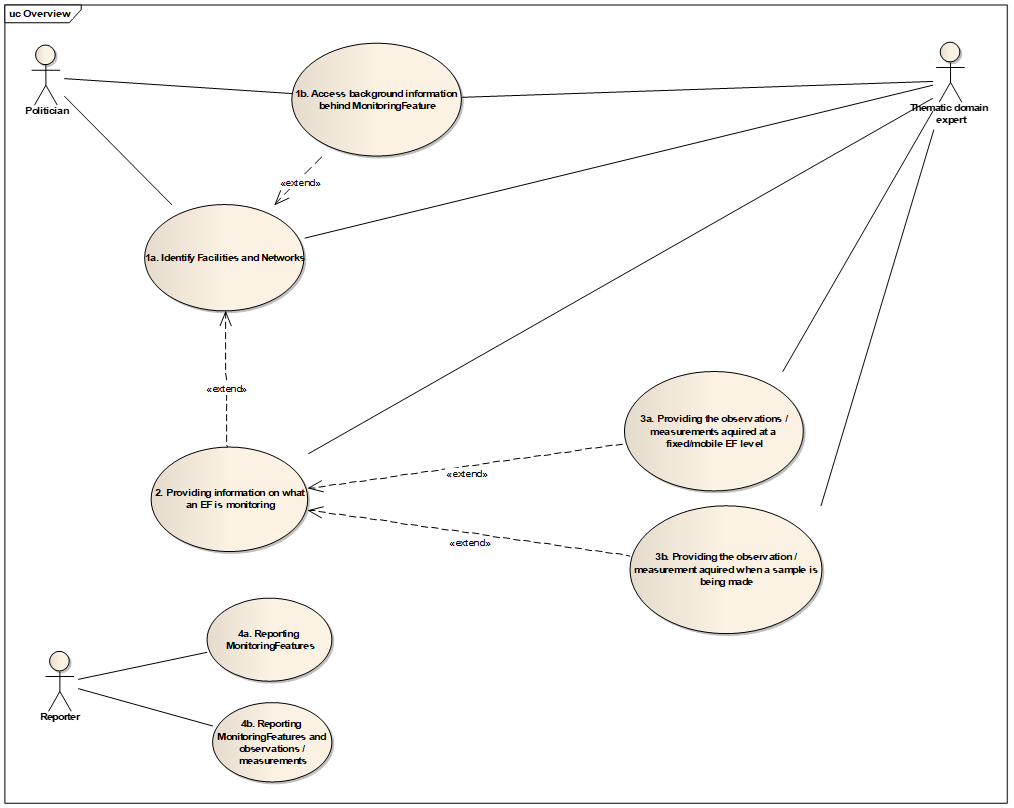 uc Overview
Politician
1b. Access background information
behind MonitoringFeature
Thematic domain
expert
«extend»
1a. Identify Facilities and Networks
«extend»
3a. Providing the observations /
measurements aquired at a
fixed/mobile EF level
«extend»
2. Providing information on what
an EF is monitoring
«extend»
3b. Providing the observation /
measurement aquired when a sample is
being made
4a. Reporting
MonitoringFeatures
Reporter
4b. Reporting
MonitoringFeatures and
observations /
measurements